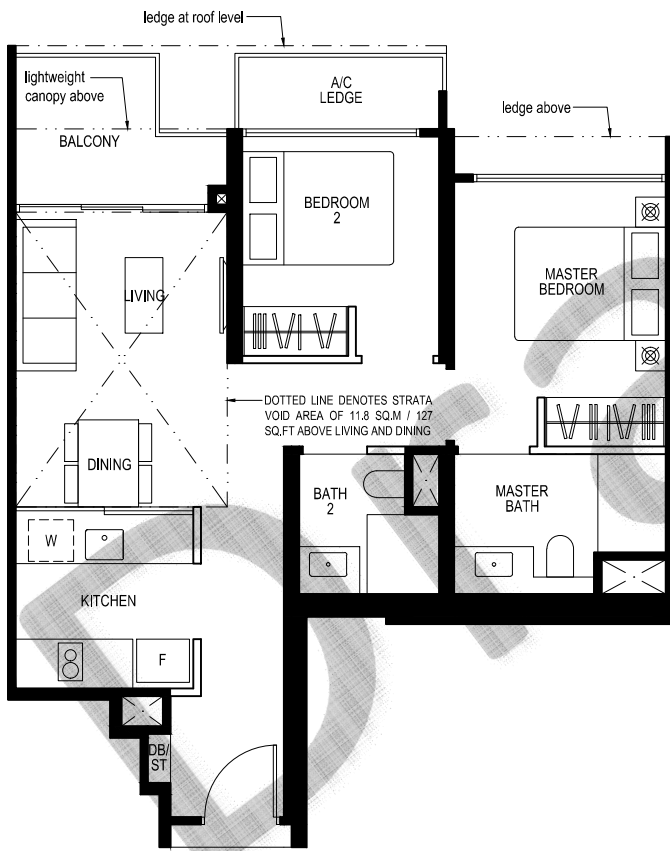 ledge at roof level
lightweight
canopy above
A/C
LEDGE
ledge above
BALCONY
BEDROOM
2
MASTER
BEDROOM
LIVING
DOTTED LINE DENOTES STRATA
VOID AREA OF 11.8 SQ.M / 127
SQ.FT ABOVE LIVING AND DINING
DINING
BATH
2
MASTER
BATH
W
KITCHEN
F
DB/
ST